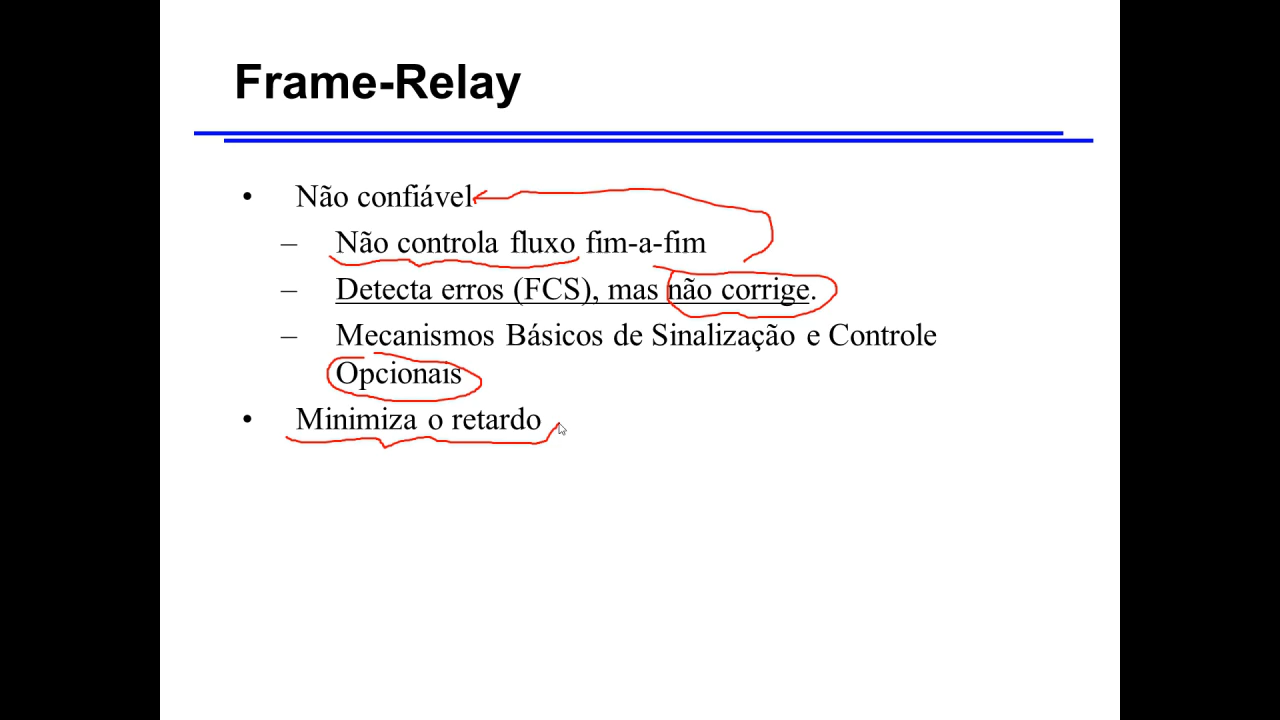 Frame-Relay
• Não confiável
– Não controla fluxo fim-a-fim
– Detecta erros (FCS), mas não corrige.
– Mecanismos Básicos de Sinalização e Controle
Opcionais
• Minimiza o retardo